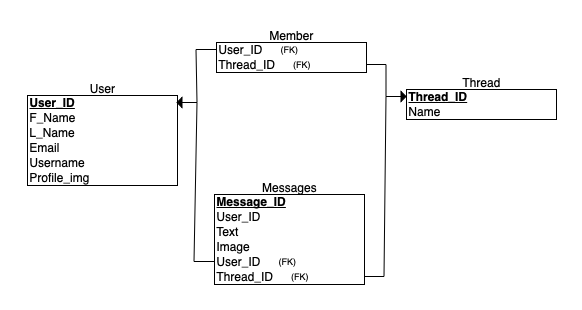 Member
User_ID (FK)
Thread_ID (FK)
User
User_ID
F_Name
L_Name
Email
Username
Profile_img
Thread
Thread_ID
Name
Messages
Message_ID
User_ID
Text
Image
User_ID (FK)
Thread_ID (FK)